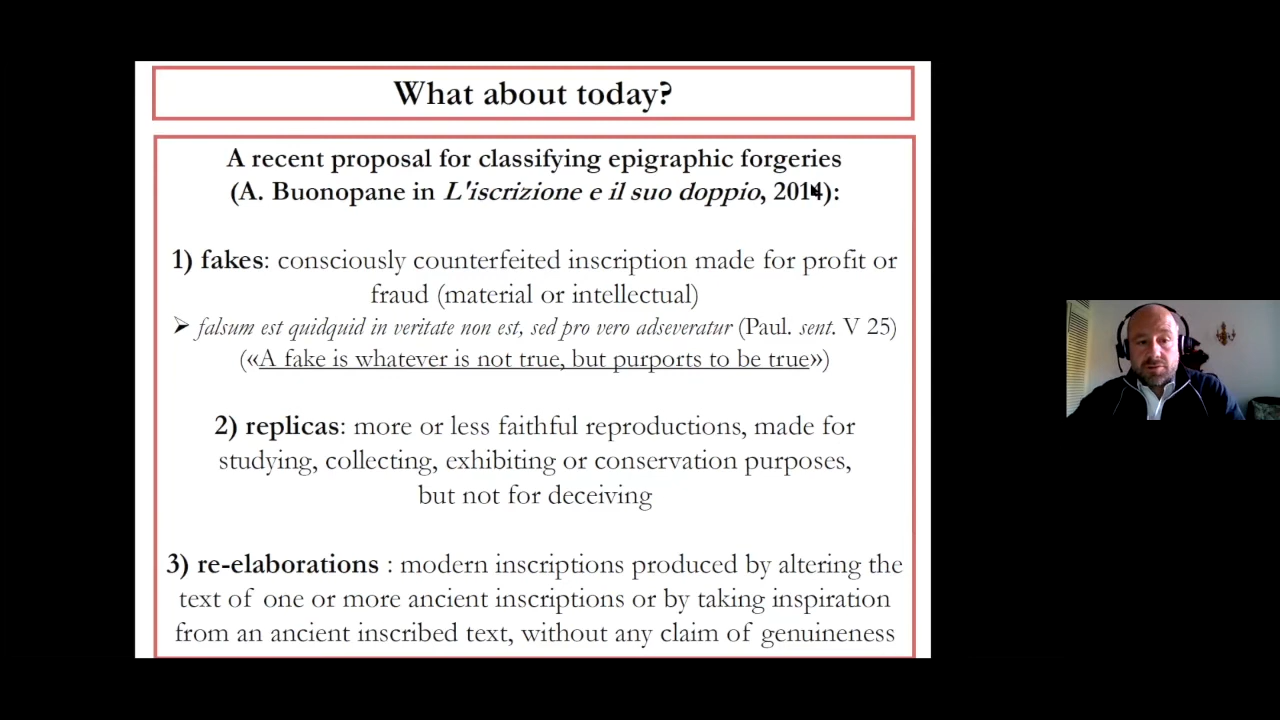 What about today?
A recent proposal for classifying epigraphic forgeries
(A. Buonopane in L'iscrizione e il suo doppio, 2014):
1) fakes: consciously counterfeited inscription made for profit or
fraud (material or intellectual)
➢ falsum est quidquid in veritate non est, sed pro vero adseveratur (Paul. sent. V 25)
(«A fake is whatever is not true, but purports to be true»)
2) replicas: more or less faithful reproductions, made for
studying, collecting, exhibiting or conservation purposes,
but not for deceiving
3) re-elaborations : modern inscriptions produced by altering the
text of one or more ancient inscriptions or by taking inspiration
from an ancient inscribed text, without any claim of genuineness